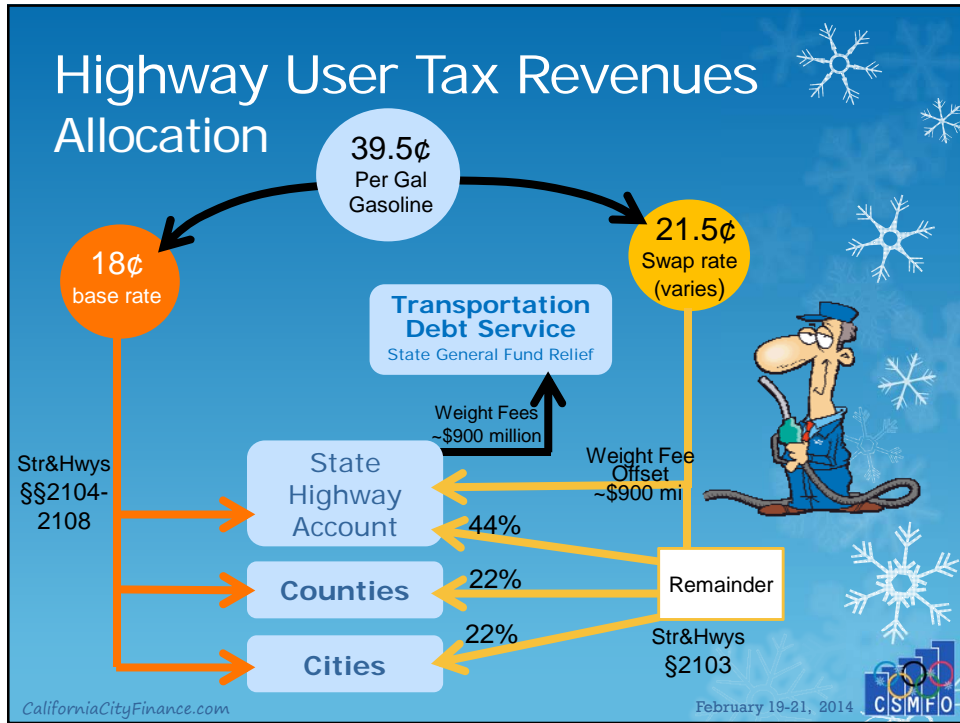 Highway User Tax Revenues
Allocation
39.5¢
Per Gal
Gasoline
18¢
base rate
21.5¢
Swap rate
(varies)
Transportation
Debt Service
State General Fund Relief
Weight Fees
~$900 million
Str&Hwys
§§2104-
2108
State
Highway
Account
Weight Fee
Offset
~$900 mi
44%
Counties
22%
Remainder
Cities
22%
Str&Hwys
§2103
CaliforniaCityFinance.com
February 19-21, 2014
CSMFO